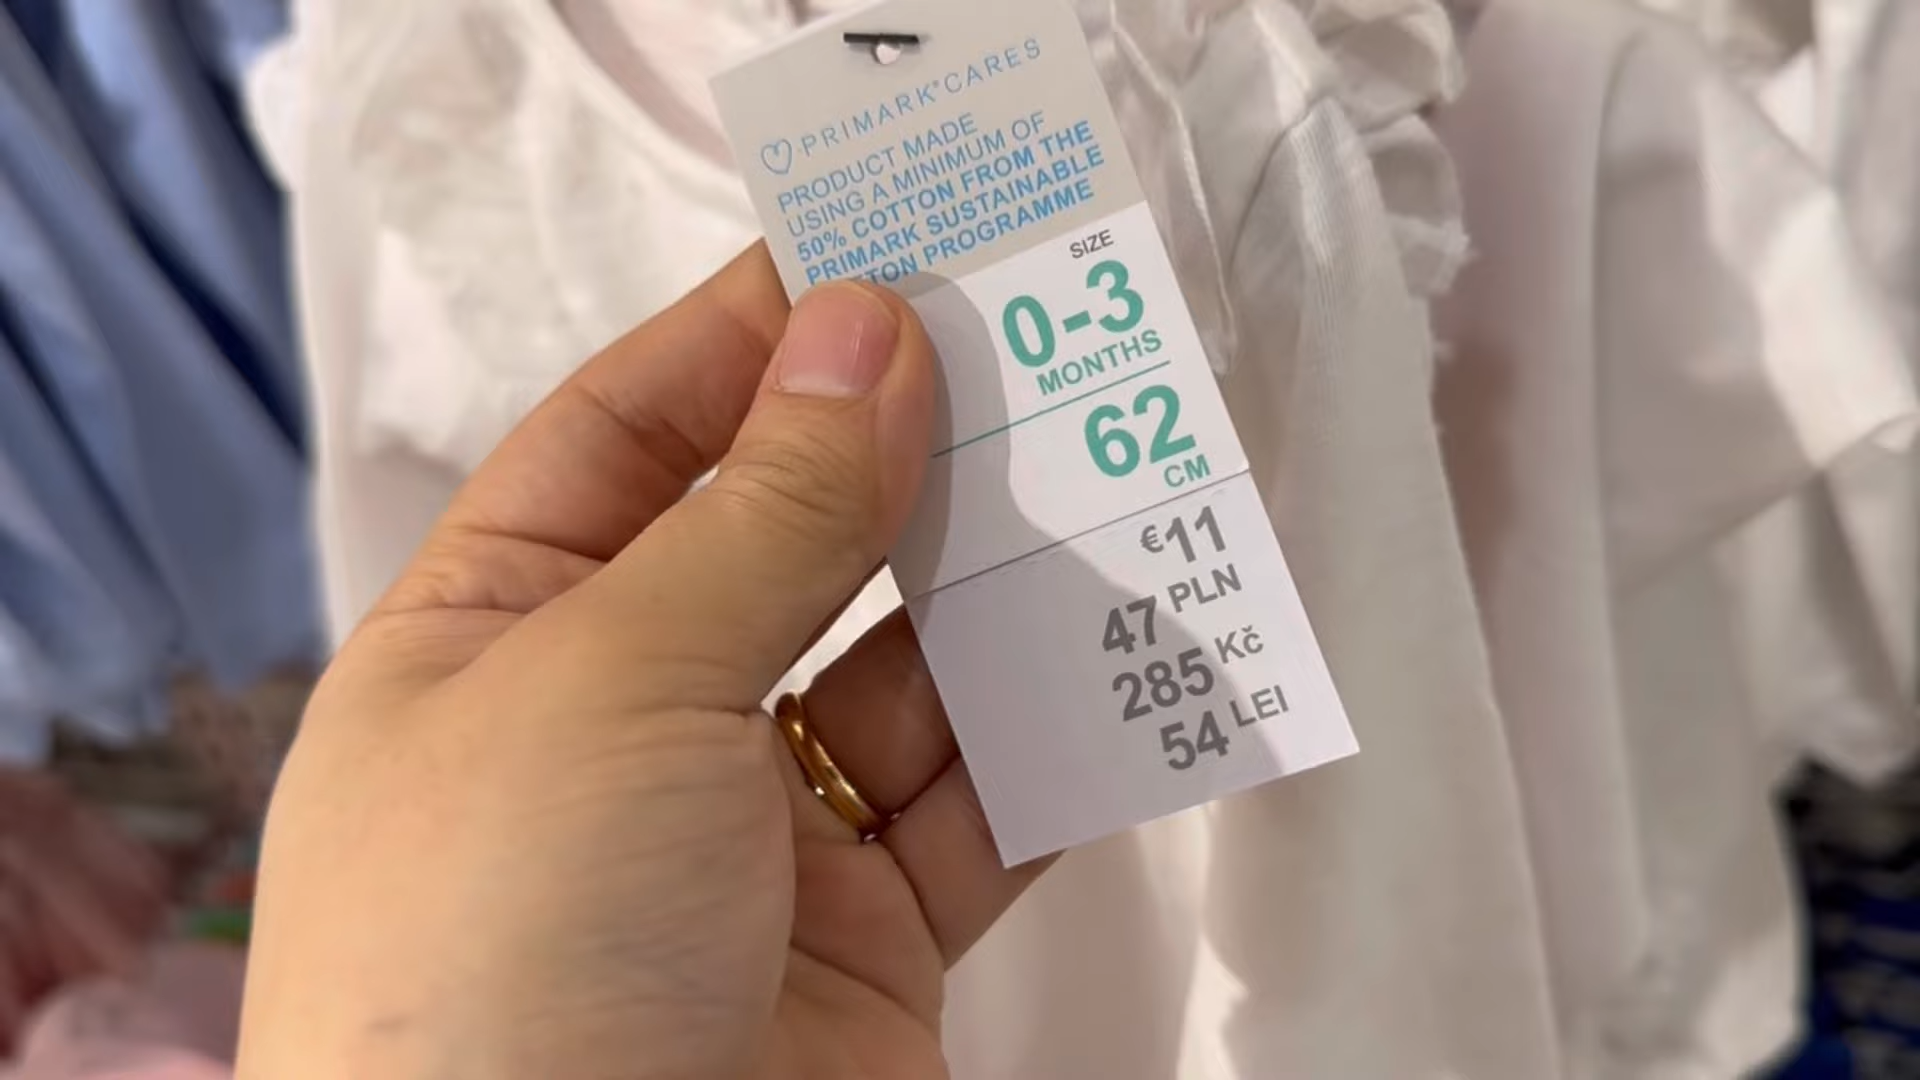 PRIMARK®CARES
PRODUCT MADE
USING A MINIMUM OF
50% COTTON FROM THE
PRIMARK SUSTAINABLE
PROGRAMME
SIZE
0-3
MONTHS
62
CM
€11
47 PLN
285 Kč
54 LEI